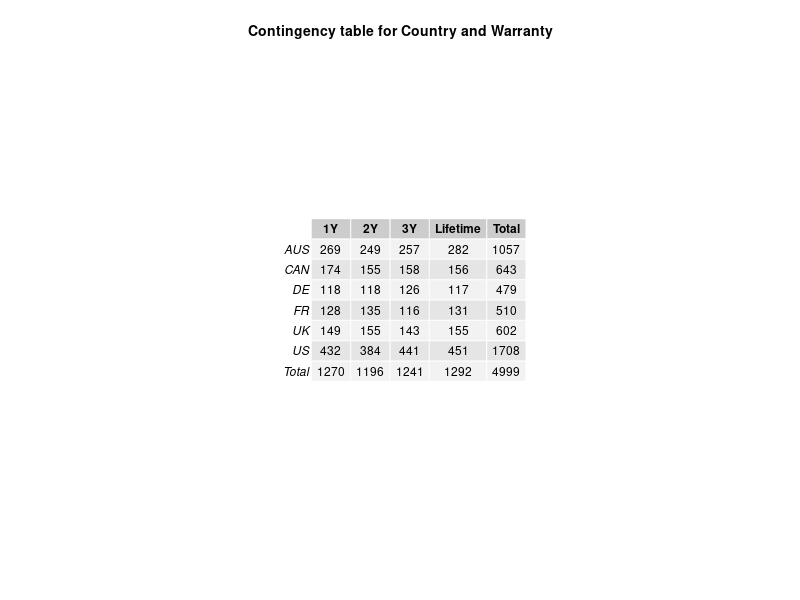 Contingency table for Country and Warranty
1Y 2Y 3Y Lifetime Total
AUS 269 249 257 282 1057
CAN 174 155 158 156 643
DE 118 118 126 117 479
FR 128 135 116 131 510
UK 149 155 143 155 602
US 432 384 441 451 1708
Total 1270 1196 1241 1292 4999